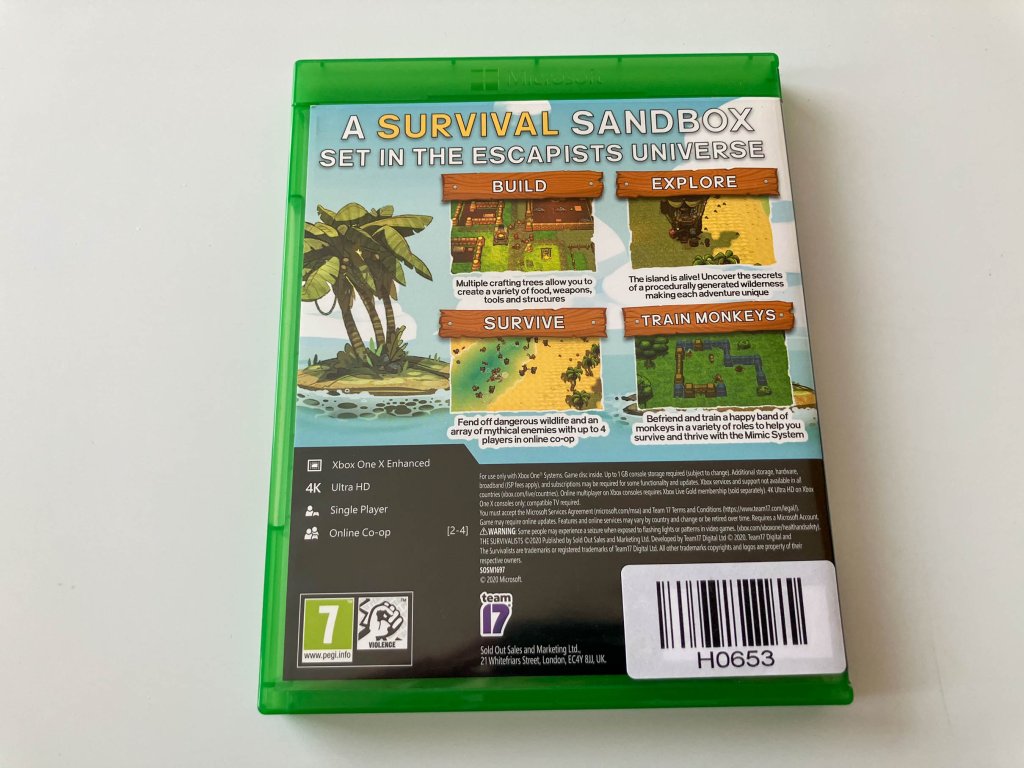 Microsoft
A SURVIVAL SANDBOX
SET IN THE ESCAPISTS UNIVERSE
BUILD
Multiple crafting trees allow you to
create a variety of food, weapons,
tools and structures
EXPLORE
The island is alive! Uncover the secrets
of a procedurally generated wilderness
making each adventure unique
SURVIVE
Fend off dangerous wildlife and an
array of mythical enemies with up to 4
players in online co-op
TRAIN MONKEYS
Befriend and train a happy band of
monkeys in a variety of roles to help you
survive and thrive with the Mimic System
Xbox One X Enhanced
4K Ultra HD
Single Player
Online Co-op [2-4]
For use only with Xbox One® Systems. Game disc inside. Up to 1 GB console storage required (subject to change). Additional storage, hardware,
broadband (ISP fees apply), and subscriptions may be required for some functionality and updates. Xbox services and support not available in all
countries (xbox.com/live/countries). Online multiplayer on Xbox consoles requires Xbox Live Gold membership (sold separately). 4K Ultra HD on Xbox
One X consoles only; compatible TV required.
You must accept the Microsoft Services Agreement (microsoft.com/msa) and Team 17 Terms and Conditions (https://www.team17.com/legal/).
Game may require online updates. Features and online services may vary by country and change or be retired over time. Requires a Microsoft Account.
⚠WARNING Some people may experience a seizure when exposed to flashing lights or patterns in video games. (xbox.com/xboxone/healthandsafety).
THE SURVIVALISTS ©2020 Published by Sold Out Sales and Marketing Ltd. Developed by Team17 Digital Ltd © 2020. Team17 Digital and
The Survivalists are trademarks or registered trademarks of Team17 Digital Ltd. All other trademarks copyrights and logos are property of their
respective owners.
SOSM1697
© 2020 Microsoft.
7
www.pegi.info
VIOLENCE
team
17
Sold Out Sales and Marketing Ltd.,
21 Whitefriars Street, London, EC4Y 8JJ, UK.
H0653